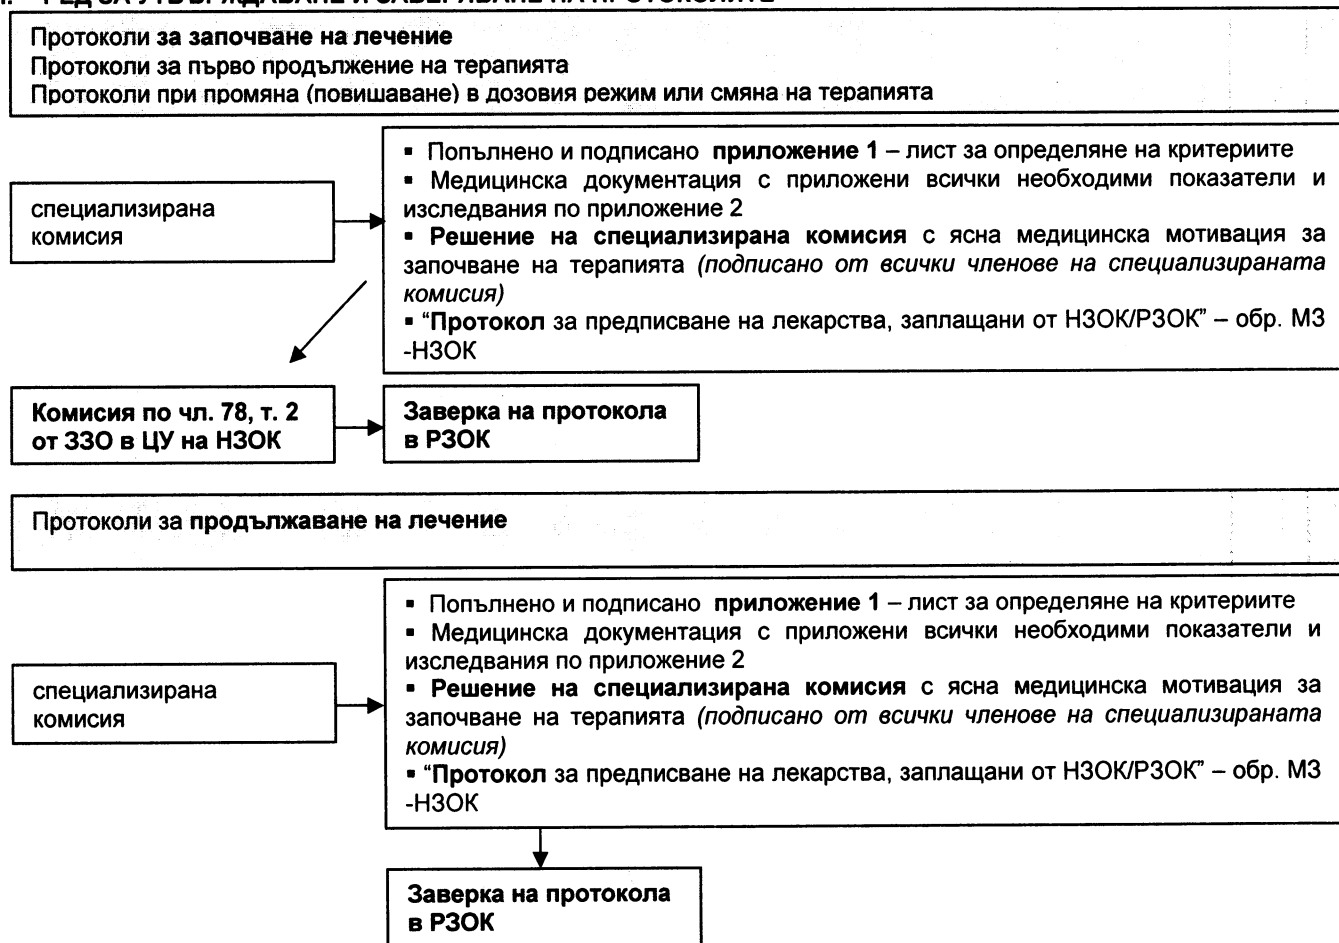 РЕД ЗА УТВЪРЖДАВАНЕ И ЗАВЕРЯВАНЕ НА ПРОТОКОЛИТЕ
Протоколи за започване на лечение
Протоколи за първо продължение на терапията
Протоколи при промяна (повишаване) в дозовия режим или смяна на терапията
специализирана
комисия
▪ Попълнено и подписано приложение 1 – лист за определяне на критериите
▪ Медицинска документация с приложени всички необходими показатели и
изследвания по приложение 2
▪ Решение на специализирана комисия с ясна медицинска мотивация за
започване на терапията (подписано от всички членове на специализираната
комисия)
▪ “Протокол за предписване на лекарства, заплащани от НЗОК/РЗОК” – обр. МЗ
-НЗОК
Комисия по чл. 78, т. 2
от ЗЗО в ЦУ на НЗОК
Заверка на протокола
в РЗОК
Протоколи за продължаване на лечение
специализирана
комисия
▪ Попълнено и подписано приложение 1 – лист за определяне на критериите
▪ Медицинска документация с приложени всички необходими показатели и
изследвания по приложение 2
▪ Решение на специализирана комисия с ясна медицинска мотивация за
започване на терапията (подписано от всички членове на специализираната
комисия)
▪ “Протокол за предписване на лекарства, заплащани от НЗОК/РЗОК” – обр. МЗ
-НЗОК
Заверка на протокола
в РЗОК